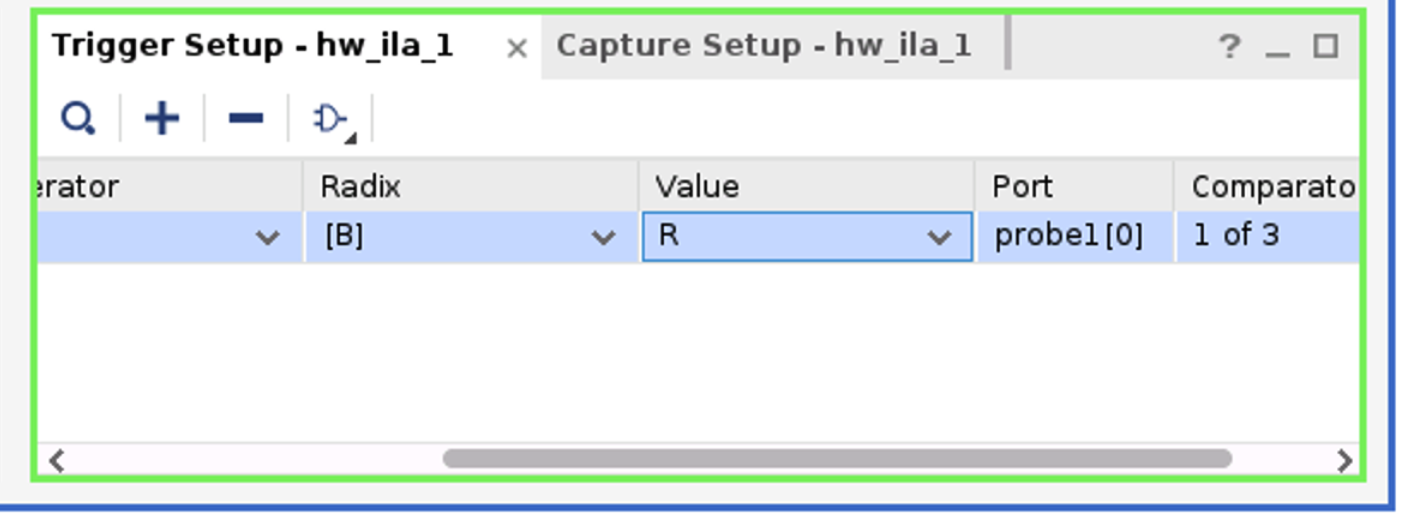 Trigger Setup - hw_ila_1 × Capture Setup - hw_ila_1 ?
erator Radix Value Port Comparato
[B] R probe1[0] 1 of 3